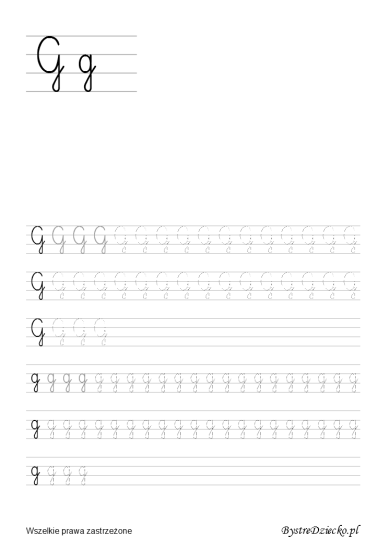 G g
G G G G G G G G G G G G G G G G
G G G G G G G G G G G G G G G G
G G G G
g g g g g g g g g g g g g g g g g g g g g
g g g g g g g g g g g g g g g g g g g g g
g g g g
Wszelkie prawa zastrzeżone BystreDziecko.pl